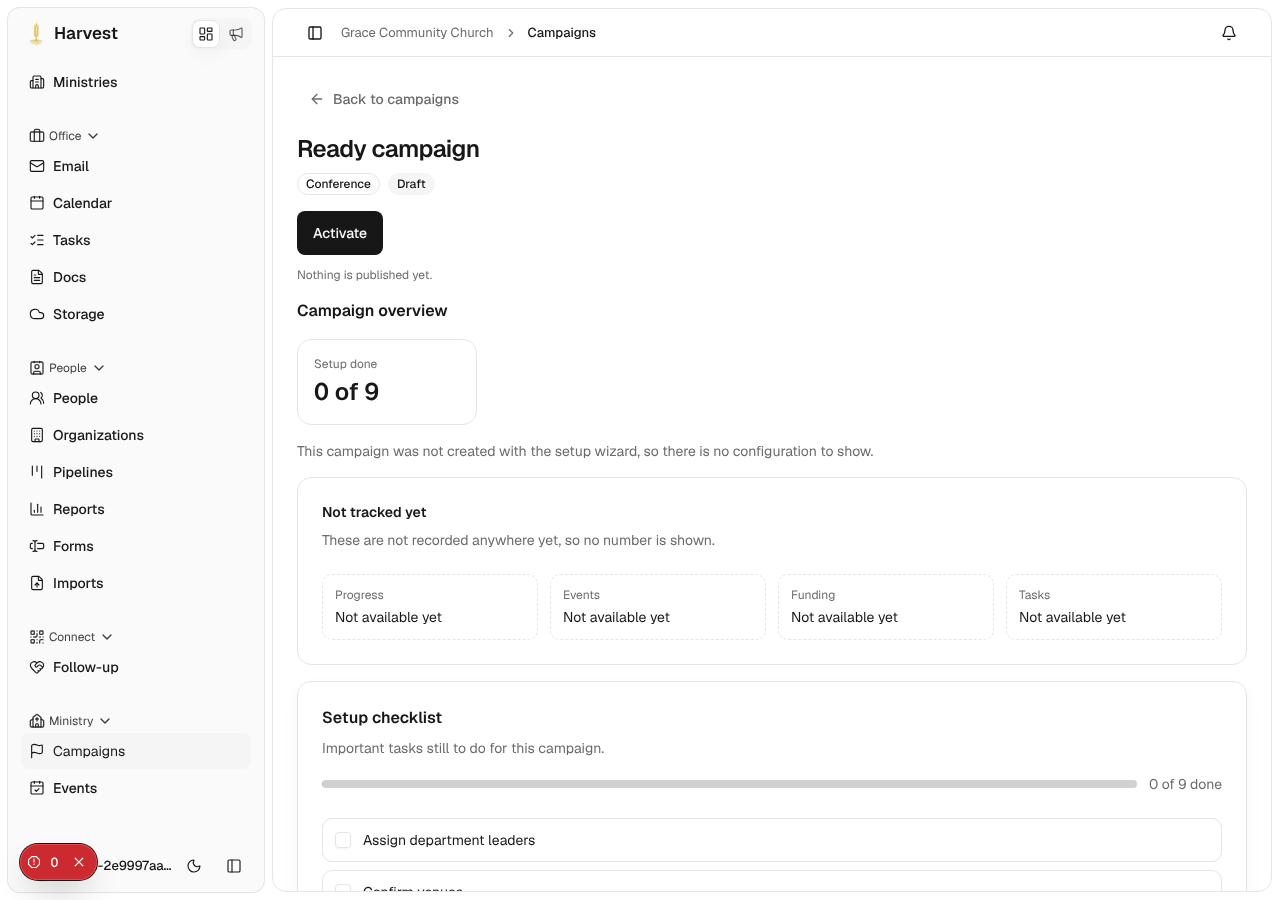 Harvest
Grace Community Church > Campaigns
Ministries
Office
Email
Calendar
Tasks
Docs
Storage
People
People
Organizations
Pipelines
Reports
Forms
Imports
Connect
Follow-up
Ministry
Campaigns
Events
0
-2e9997aa...
Back to campaigns
Ready campaign
Conference
Draft
Activate
Nothing is published yet.
Campaign overview
Setup done
0 of 9
This campaign was not created with the setup wizard, so there is no configuration to show.
Not tracked yet
These are not recorded anywhere yet, so no number is shown.
Progress
Not available yet
Events
Not available yet
Funding
Not available yet
Tasks
Not available yet
Setup checklist
Important tasks still to do for this campaign.
0 of 9 done
Assign department leaders
Confirm venues